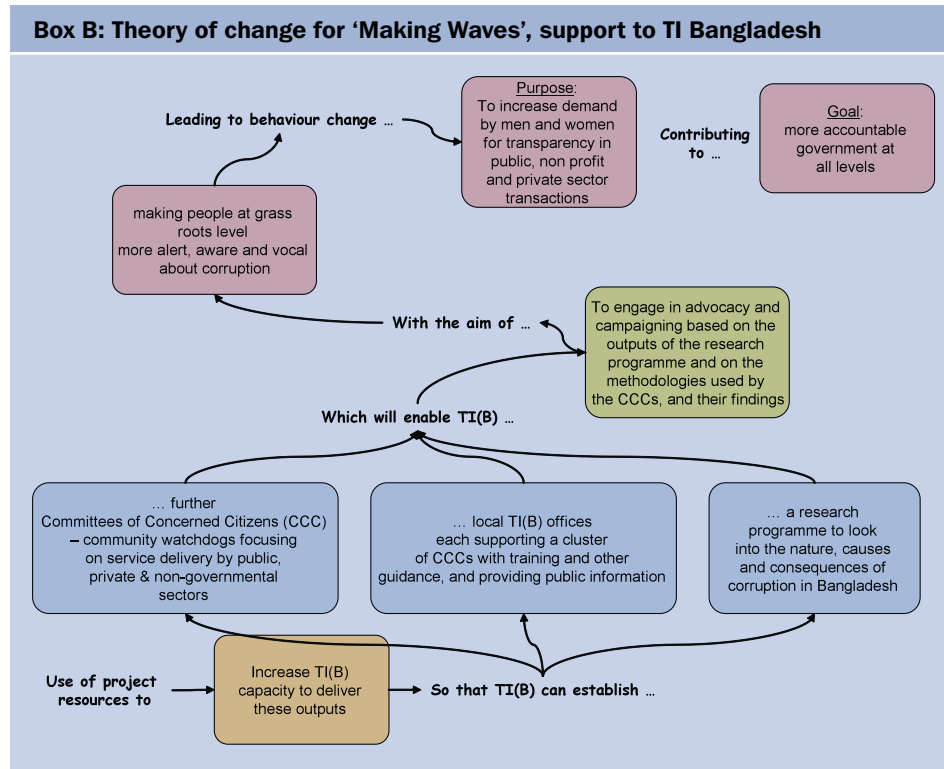 Box B: Theory of change for ‘Making Waves’, support to TI Bangladesh
Leading to behaviour change …
Purpose:
To increase demand
by men and women
for transparency in
public, non profit
and private sector
transactions
Contributing
to …
Goal:
more accountable
government at
all levels
making people at grass
roots level
more alert, aware and vocal
about corruption
With the aim of …
To engage in advocacy and
campaigning based on the
outputs of the research
programme and on the
methodologies used by
the CCCs, and their findings
Which will enable TI(B) …
… further
Committees of Concerned Citizens (CCC)
– community watchdogs focusing
on service delivery by public,
private & non-governmental
sectors
… local TI(B) offices
each supporting a cluster
of CCCs with training and other
guidance, and providing public information
… a research
programme to look
into the nature, causes
and consequences of
corruption in Bangladesh
Use of project
resources to
Increase TI(B)
capacity to deliver
these outputs
So that TI(B) can establish …